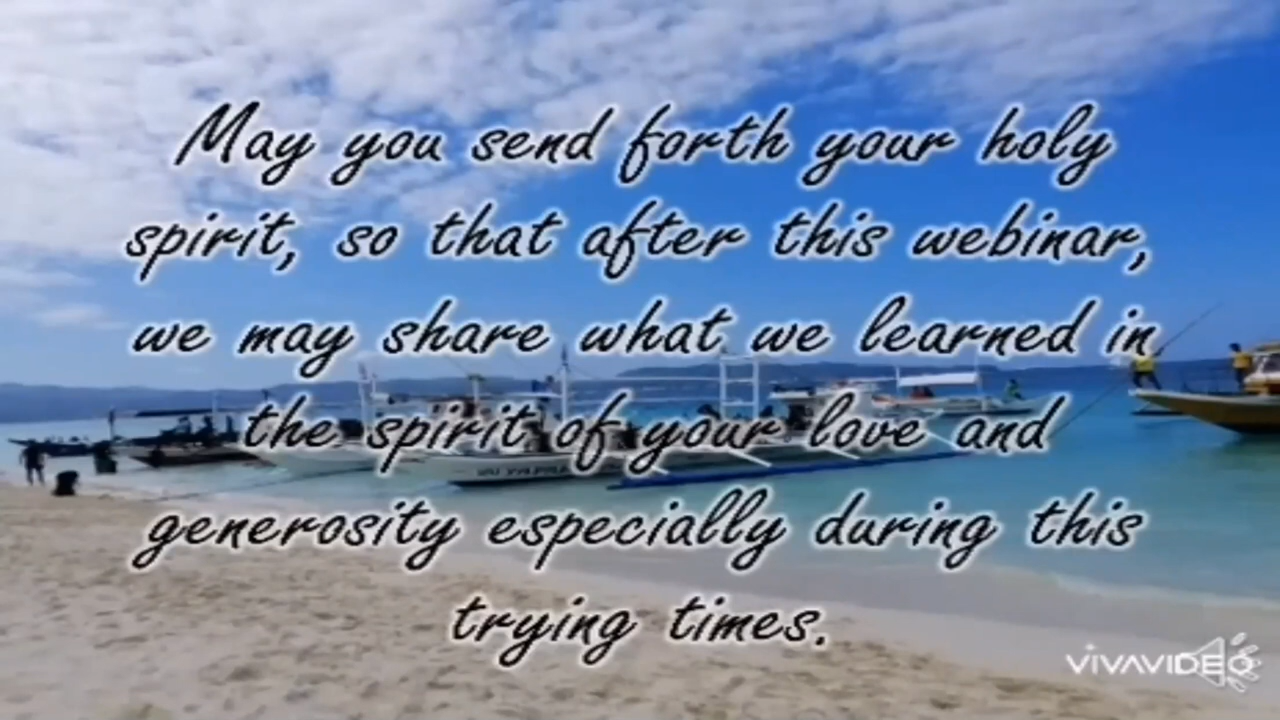 May you send forth your holy
spirit, so that after this webinar,
we may share what we learned in
the spirit of your love and
generosity especially during this
trying times.
VIVAVIDEO